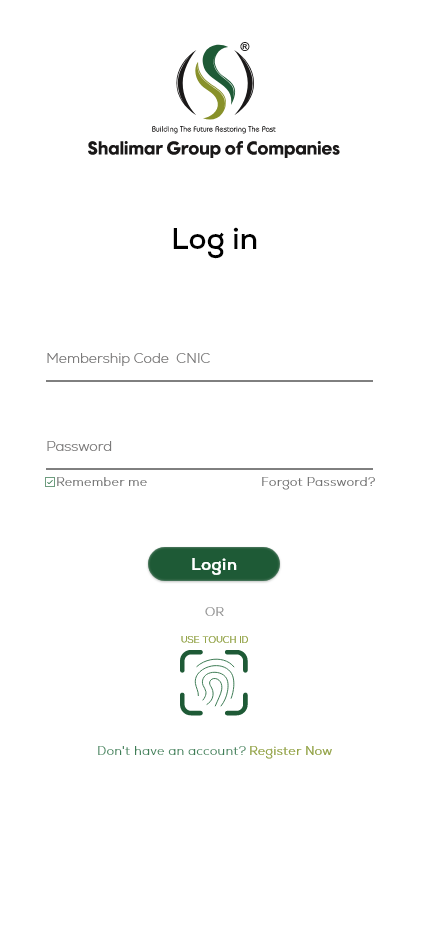 ®
Building The Future Restoring The Past
Shalimar Group of Companies
Log in
Membership Code  CNIC
Password
Remember me
Forgot Password?
Login
OR
USE TOUCH ID
Don't have an account? Register Now